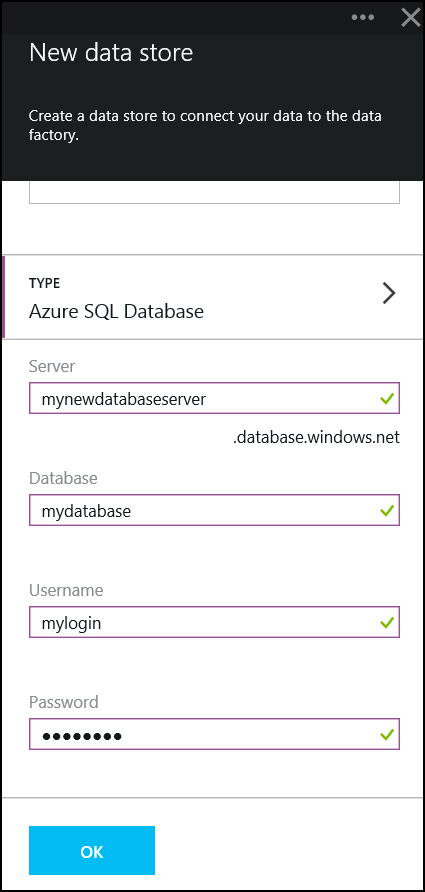 New data store
Create a data store to connect your data to the data
factory.
TYPE
Azure SQL Database
Server
mynewdatabaseserver
.database.windows.net
Database
mydatabase
Username
mylogin
Password
●●●●●●●●
OK